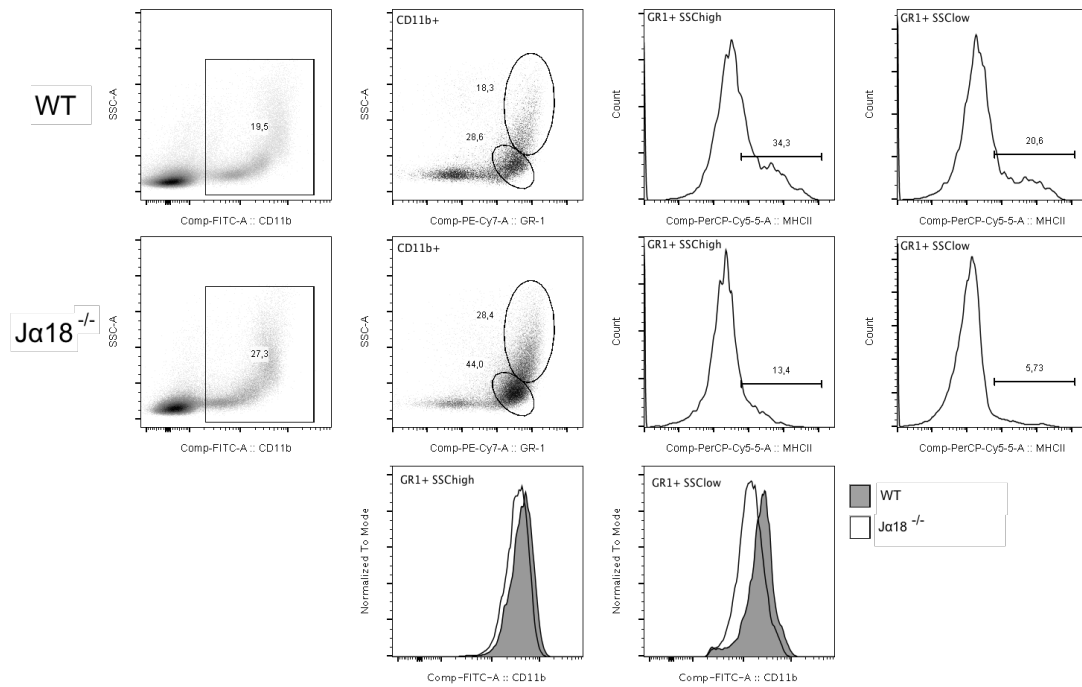 WT
SSC-A
19,5
Comp-FITC-A :: CD11b
CD11b+
SSC-A
18,3
28,6
Comp-PE-Cy7-A :: GR-1
GR1+ SSChigh
Count
34,3
Comp-PerCP-Cy5-5-A :: MHCII
GR1+ SSClow
Count
20,6
Comp-PerCP-Cy5-5-A :: MHCII
Jα18 -/-
SSC-A
27,3
Comp-FITC-A :: CD11b
CD11b+
SSC-A
28,4
44,0
Comp-PE-Cy7-A :: GR-1
GR1+ SSChigh
Count
13,4
Comp-PerCP-Cy5-5-A :: MHCII
GR1+ SSClow
Count
5,73
Comp-PerCP-Cy5-5-A :: MHCII
GR1+ SSChigh
Normalized To Mode
Comp-FITC-A :: CD11b
GR1+ SSClow
Normalized To Mode
Comp-FITC-A :: CD11b
WT
Jα18 -/-